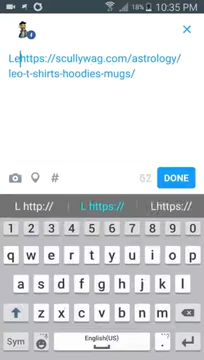 10:35 PM
Lehttps://scullywag.com/astrology/
leo-t-shirts-hoodies-mugs/
# 62 DONE
L http:// L https:// Lhttps://
1 2 3 4 5 6 7 8 9 0
q w e r t y u i o p
a s d f g h j k l
z x c v b n m
Sym English(US) .